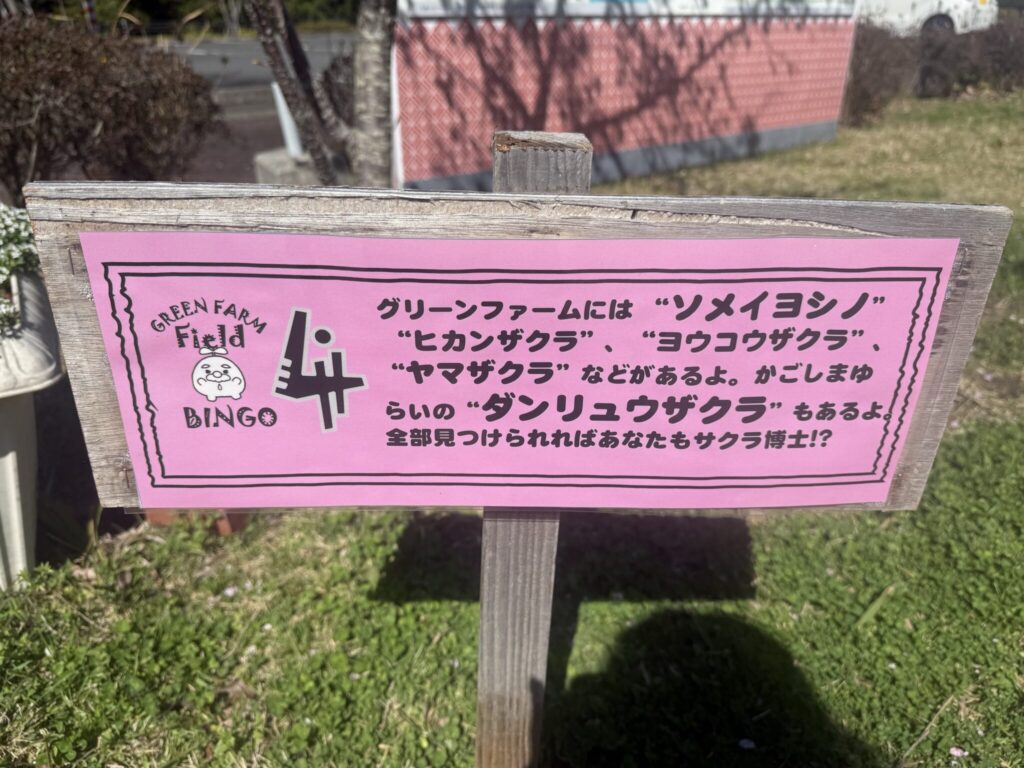 GREEN FARM
Field
BINGO
4
グリーンファームには “ソメイヨシノ”
“ヒカンザクラ”、“ヨウコウザクラ”、
“ヤマザクラ” などがあるよ。かごしまゆ
らいの “ダンリュウザクラ” もあるよ。
全部見つけられればあなたもサクラ博士!?